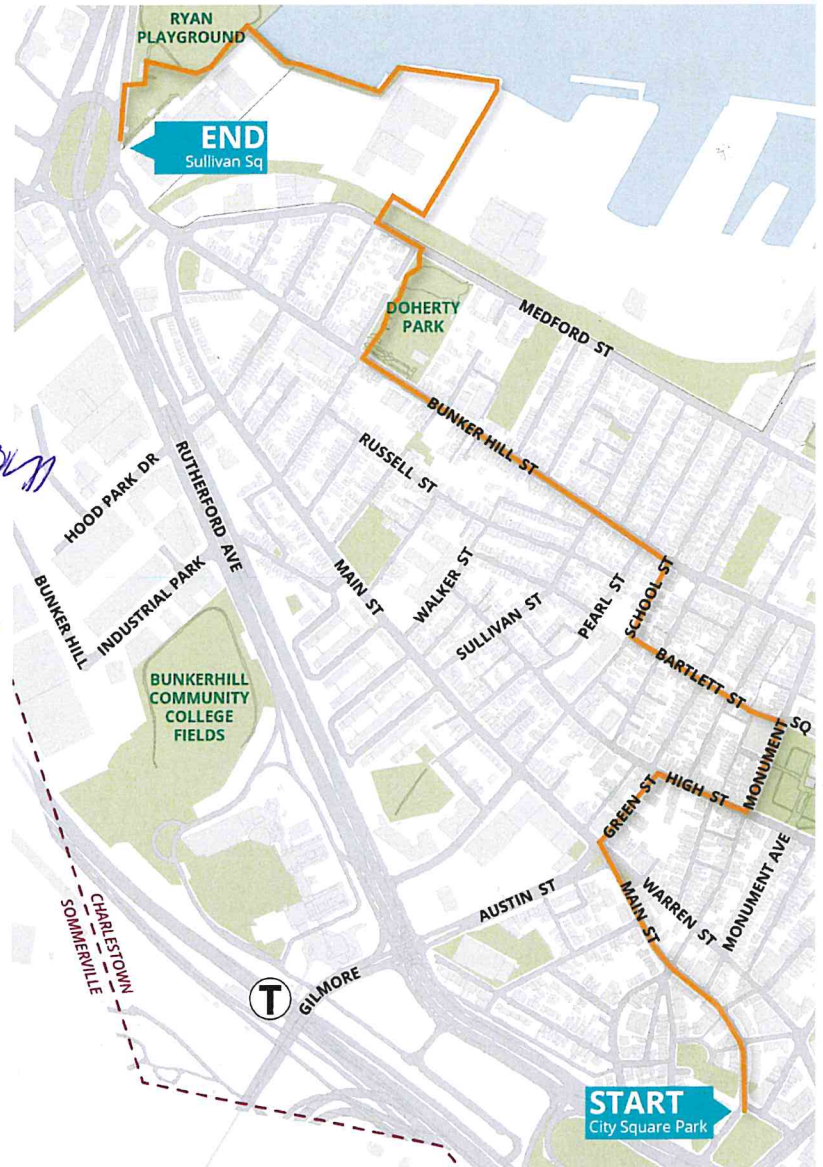 RYAN
PLAYGROUND
END
Sullivan Sq
DOHERTY
PARK
MEDFORD ST
BUNKER HILL ST
RUSSELL ST
HOOD PARK DR
RUTHERFORD AVE
INDUSTRIAL PARK
BUNKER HILL
MAIN ST
WALKER ST
SULLIVAN ST
PEARL ST
SCHOOL ST
BARTLETT ST
MONUMENT SQ
BUNKERHILL
COMMUNITY
COLLEGE
FIELDS
GREEN ST
HIGH ST
MONUMENT AVE
AUSTIN ST
MAIN ST
WARREN ST
CHARLESTOWN
SOMMERVILLE
T
GILMORE
START
City Square Park